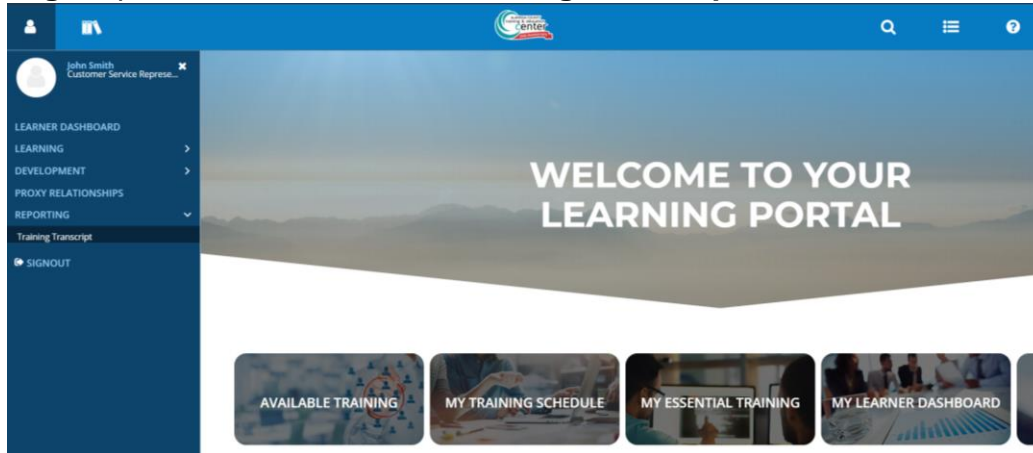 John Smith
Customer Service Represe...
LEARNER DASHBOARD
LEARNING
DEVELOPMENT
PROXY RELATIONSHIPS
REPORTING
Training Transcript
SIGNOUT
Center
WELCOME TO YOUR
LEARNING PORTAL
AVAILABLE TRAINING
MY TRAINING SCHEDULE
MY ESSENTIAL TRAINING
MY LEARNER DASHBOARD